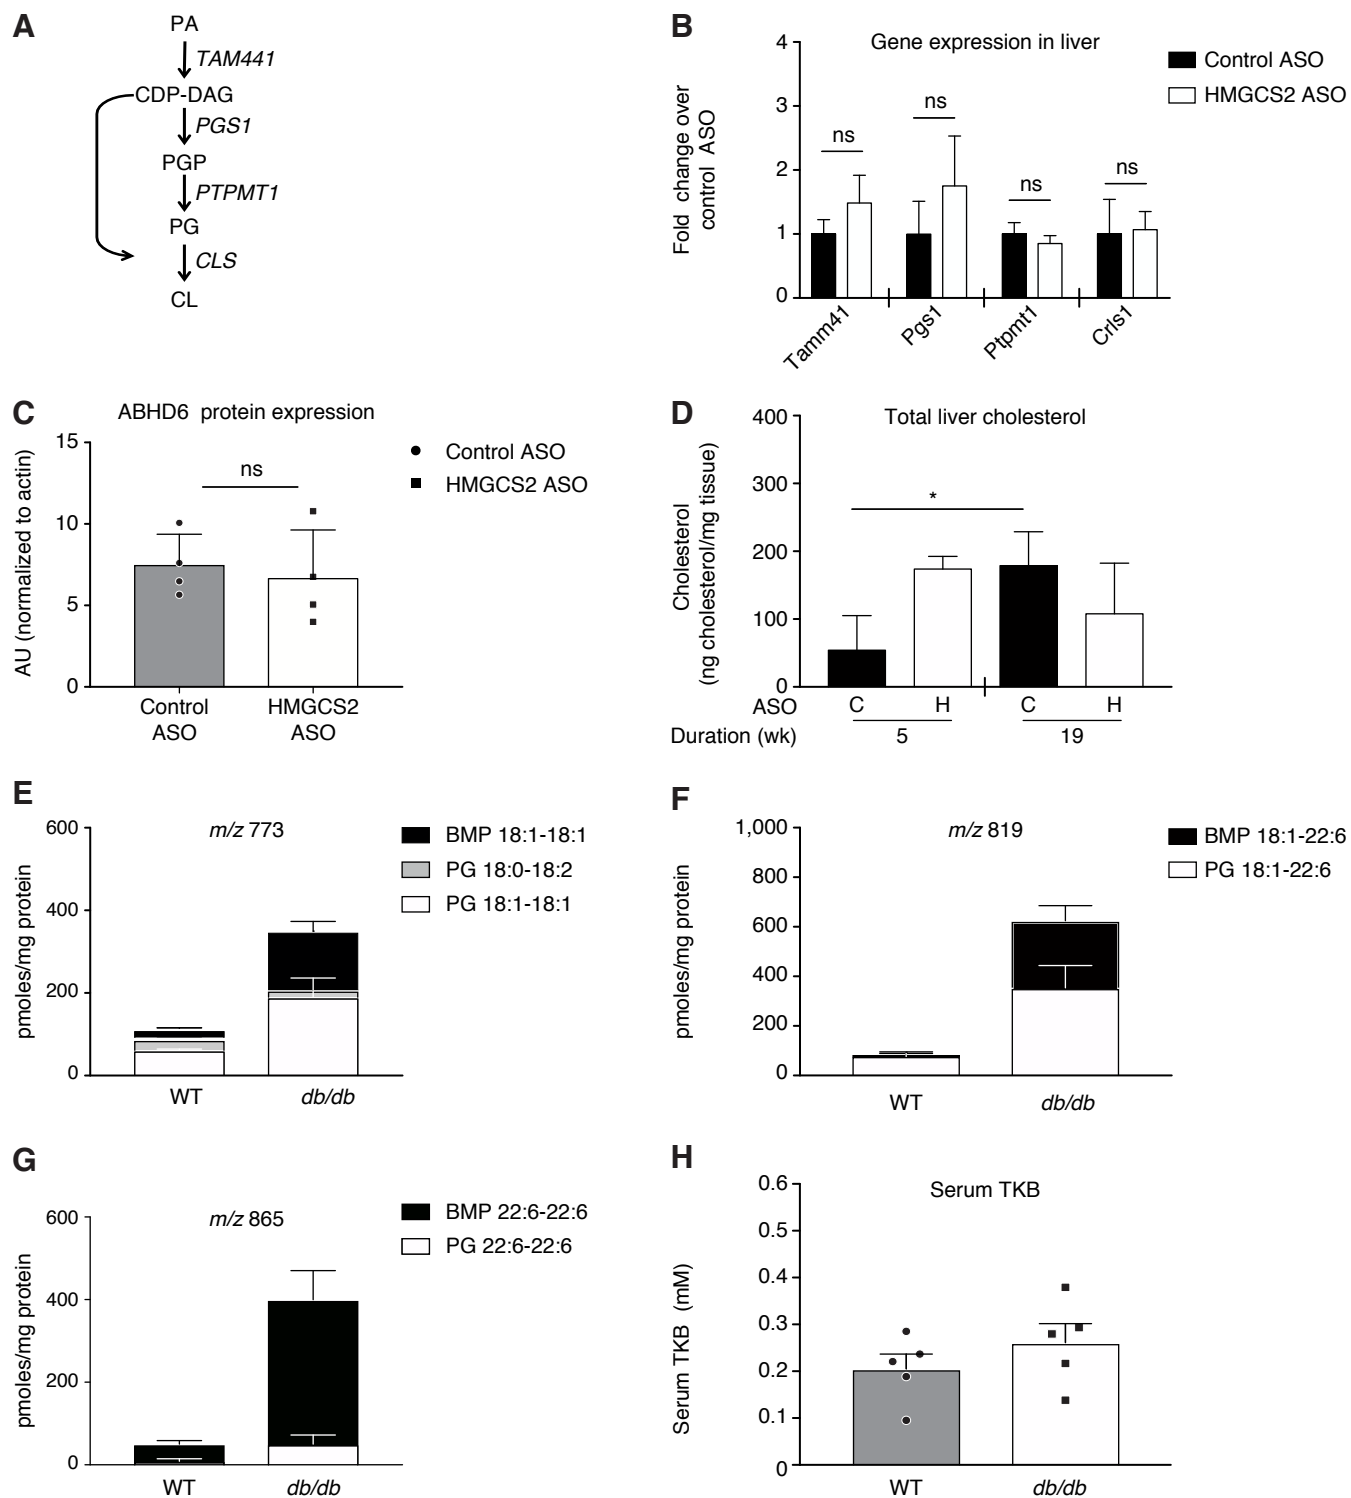 A
PA
TAM441
CDP-DAG
PGS1
PGP
PTPMT1
PG
CLS
CL
B
Gene expression in liver
Control ASO
HMGCS2 ASO
Fold change over
control ASO
4
3
2
1
0
ns
ns
ns
ns
Tamm41
Pgs1
Ptpmt1
Crls1
C
ABHD6 protein expression
Control ASO
HMGCS2 ASO
AU (normalized to actin)
15
10
5
0
ns
Control
ASO
HMGCS2
ASO
D
Total liver cholesterol
Cholesterol
(ng cholesterol/mg tissue)
400
300
200
100
0
*
ASO
C
H
C
H
Duration (wk)
5
19
E
m/z 773
BMP 18:1-18:1
PG 18:0-18:2
PG 18:1-18:1
pmoles/mg protein
600
400
200
0
WT
db/db
F
m/z 819
BMP 18:1-22:6
PG 18:1-22:6
pmoles/mg protein
1,000
800
600
400
200
0
WT
db/db
G
m/z 865
BMP 22:6-22:6
PG 22:6-22:6
pmoles/mg protein
600
400
200
0
WT
db/db
H
Serum TKB
Serum TKB (mM)
0.6
0.5
0.4
0.3
0.2
0.1
0
WT
db/db